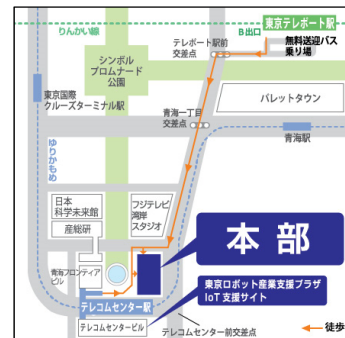 りんかい線
東京テレポート駅
B出口
テレポート駅前
交差点
無料送迎バス
乗り場
シンボル
プロムナード
公園
東京国際
クルーズターミナル駅
パレットタウン
青海一丁目
交差点
青海駅
ゆりかもめ
日本
科学未来館
産総研
フジテレビ
湾岸
スタジオ
本部
青海フロンティア
ビル
東京ロボット産業支援プラザ
IoT支援サイト
テレコムセンター駅
テレコムセンタービル
テレコムセンター前交差点
徒歩